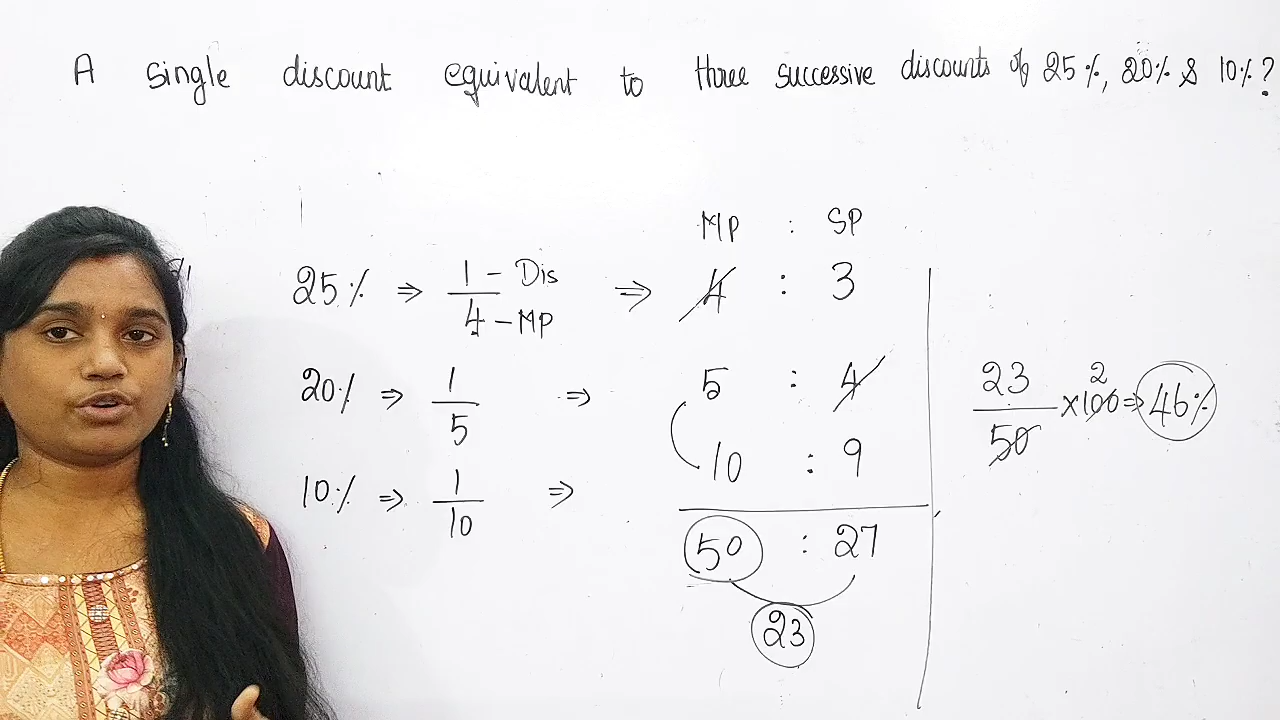 A single discount equivalent to three successive discounts of 25%, 20% & 10%?
MP : SP
25% ⇒ 1 - Dis ⇒ 4 : 3
4 - MP
20% ⇒ 1 ⇒ 5 : 4
5
10% ⇒ 1 ⇒ 10 : 9
10
50 : 27
23
2
23 ×100 ⇒ 46%
50